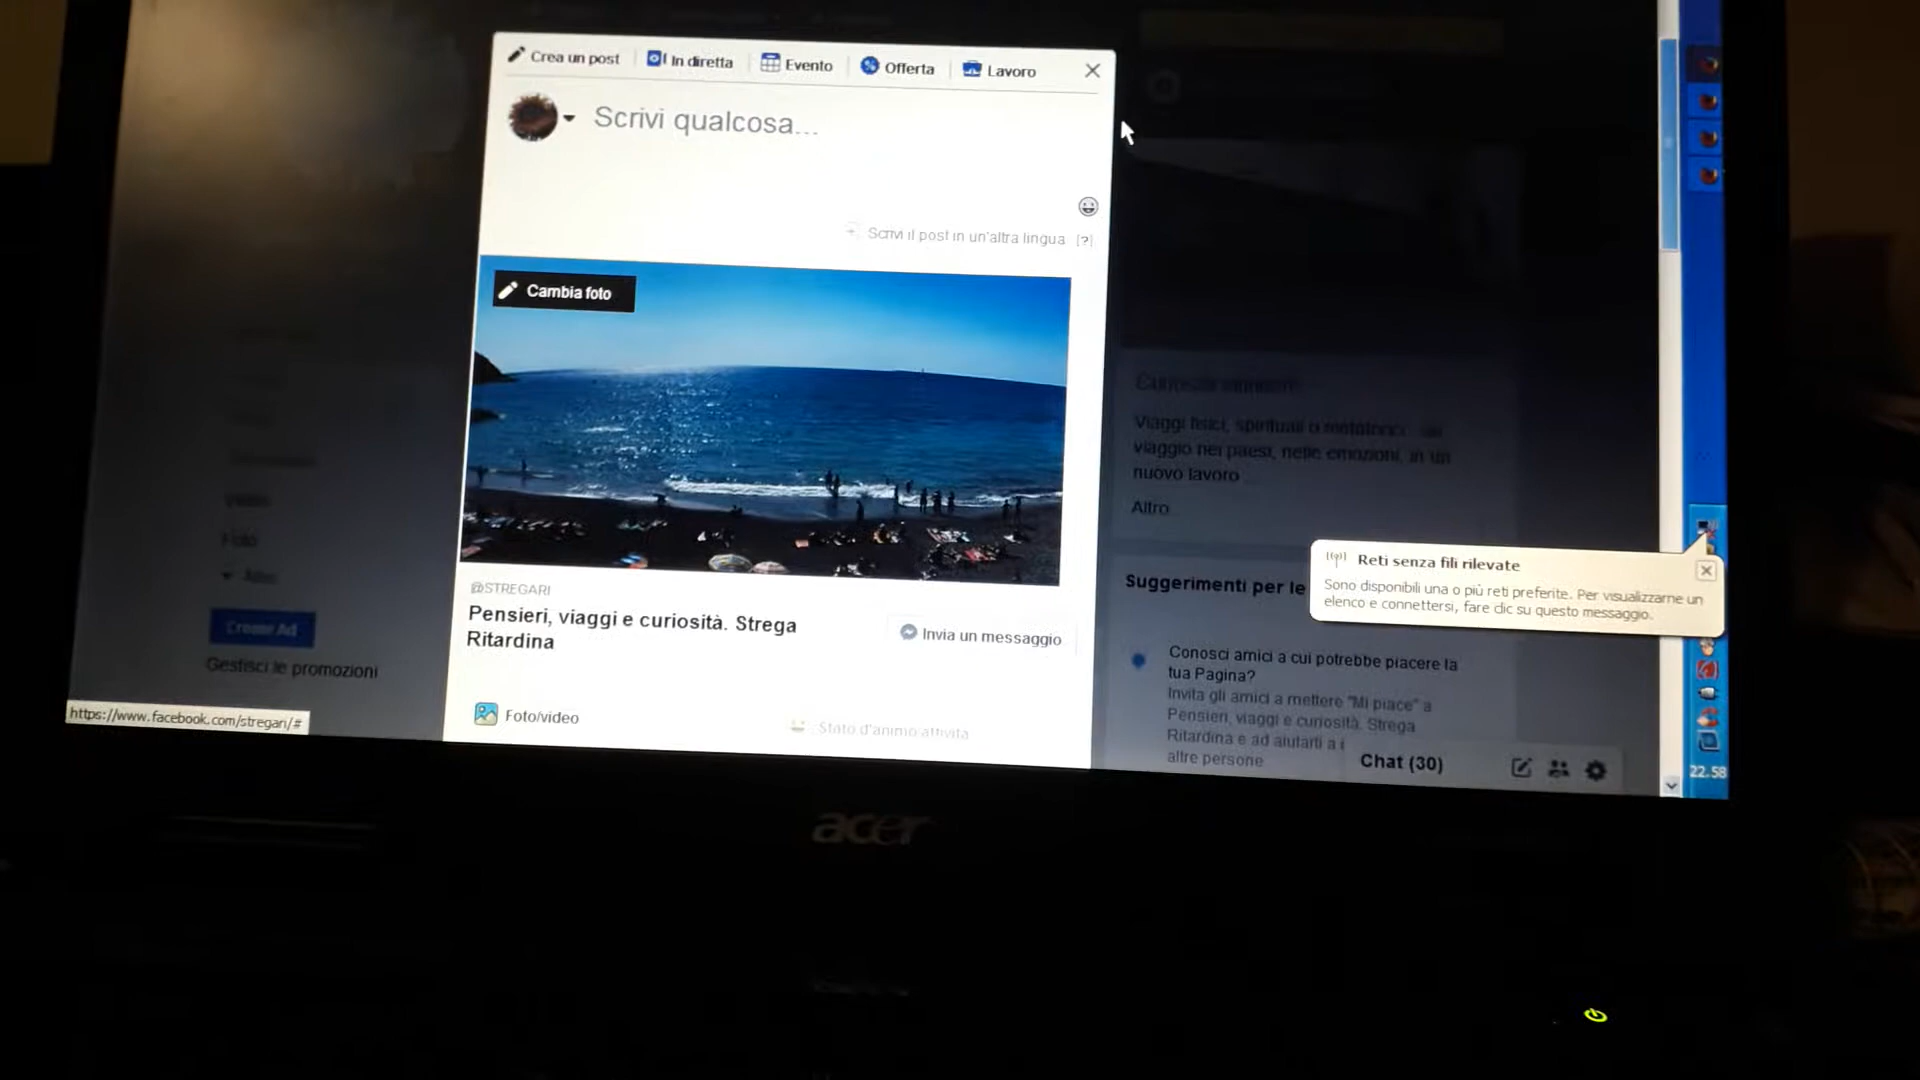 Crea un post
In diretta
Evento
Offerta
Lavoro
Scrivi qualcosa...
Scrivi il post in un'altra lingua [?]
Cambia foto
@STREGARI
Pensieri, viaggi e curiosità. Strega
Ritardina
Invia un messaggio
Foto/video
Stato d'animo/attività
Video
Foto
Altro
Create Ad
Gestisci le promozioni
https://www.facebook.com/stregari/#
Viaggi fisici, spirituali o metaforici: un
viaggio nei paesi, nelle emozioni, in un
nuovo lavoro
Altro
Suggerimenti per le
Conosci amici a cui potrebbe piacere la
tua Pagina?
Invita gli amici a mettere "Mi piace" a
Pensieri, viaggi e curiosità. Strega
Ritardina e ad aiutarti a
altre persone
Chat (30)
Reti senza fili rilevate
Sono disponibili una o più reti preferite. Per visualizzarne un
elenco e connettersi, fare clic su questo messaggio.
22.58
acer